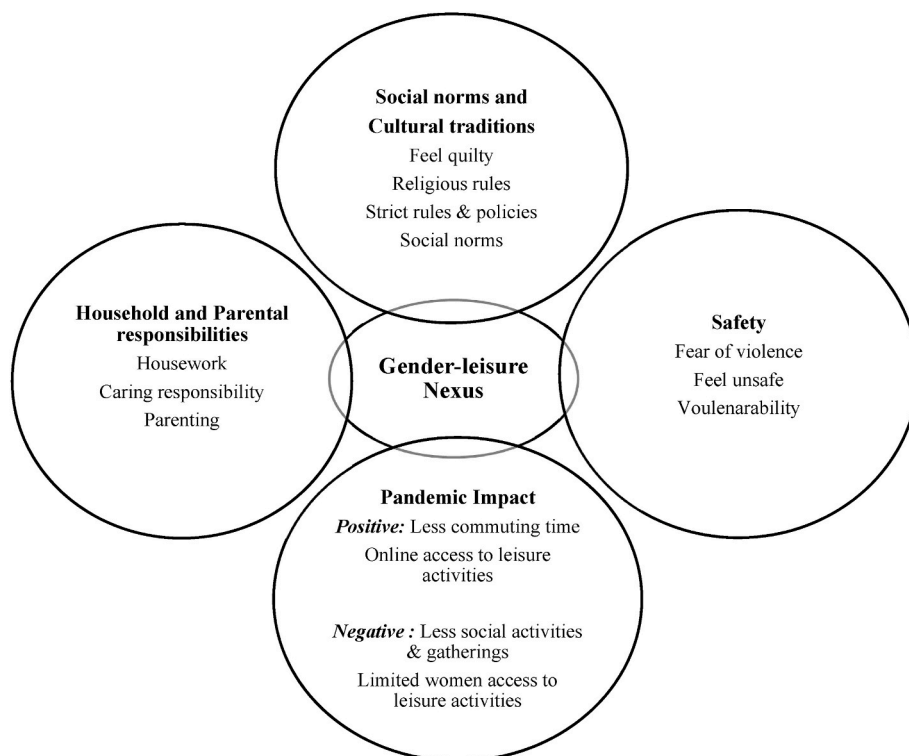 Social norms and
Cultural traditions
Feel quilty
Religious rules
Strict rules & policies
Social norms
Household and Parental
responsibilities
Housework
Caring responsibility
Parenting
Gender-leisure
Nexus
Safety
Fear of violence
Feel unsafe
Voulenarability
Pandemic Impact
Positive: Less commuting time
Online access to leisure
activities
Negative : Less social activities
& gatherings
Limited women access to
leisure activities